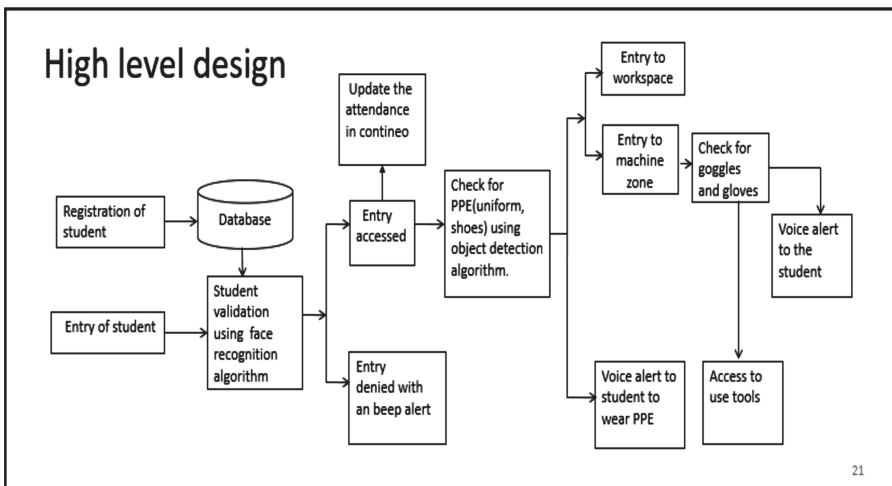 High level design
Registration of
student
Database
Entry of student
Student
validation
using face
recognition
algorithm
Update the
attendance
in contineo
Entry
accessed
Entry
denied with
an beep alert
Check for
PPE(uniform,
shoes) using
object detection
algorithm.
Entry to
workspace
Entry to
machine
zone
Check for
goggles
and gloves
Voice alert
to the
student
Voice alert to
student to
wear PPE
Access to
use tools
21